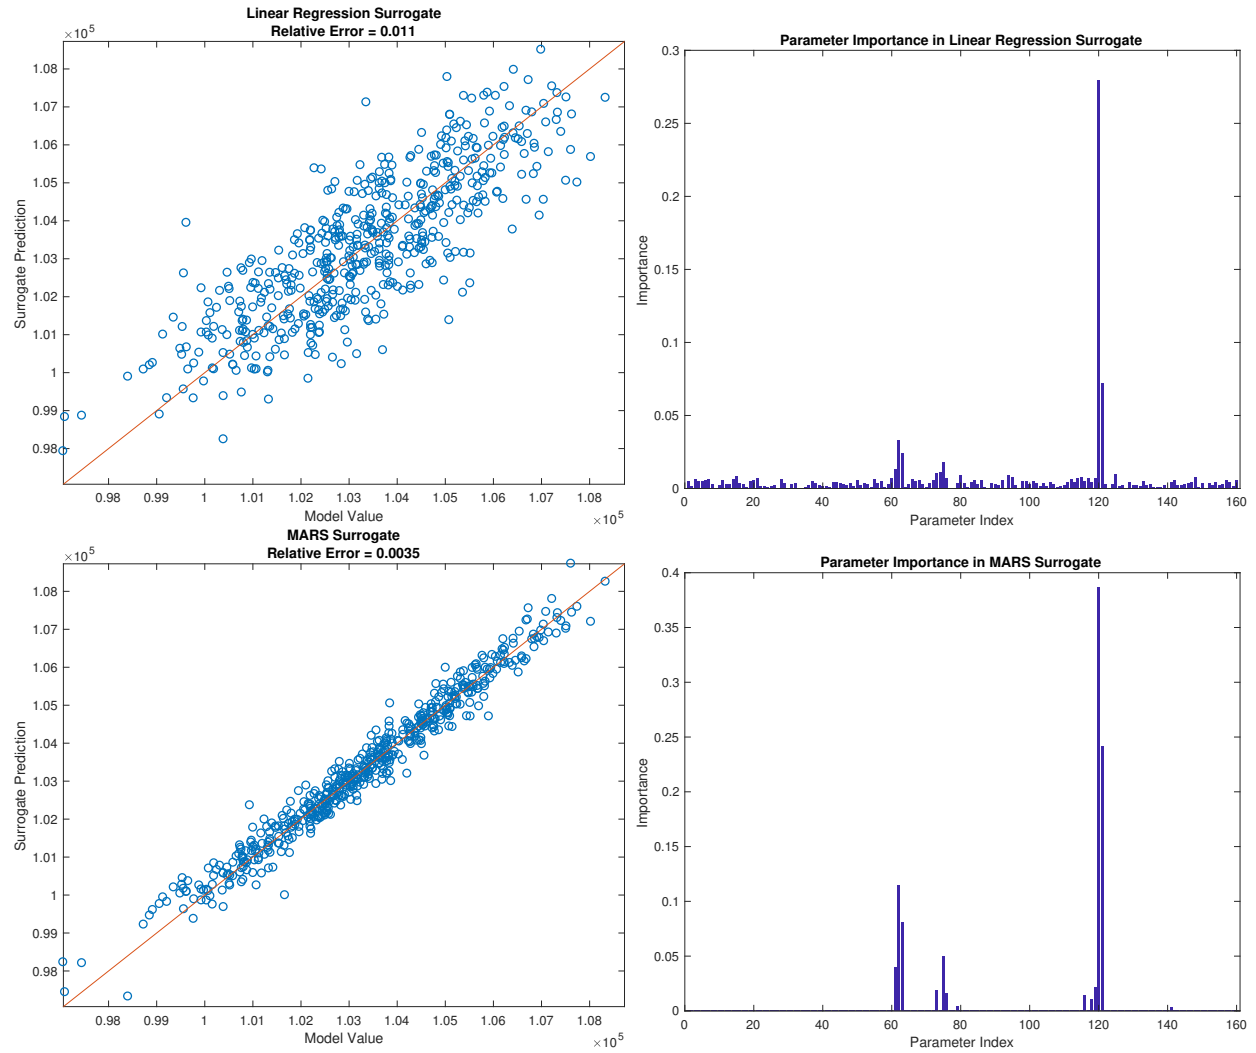 Linear Regression Surrogate
Relative Error = 0.011
×10^5
1.08
1.07
1.06
1.05
1.04
1.03
1.02
1.01
1
0.99
0.98
Surrogate Prediction
0.98 0.99 1 1.01 1.02 1.03 1.04 1.05 1.06 1.07 1.08
Model Value
×10^5
Parameter Importance in Linear Regression Surrogate
0.3
0.25
0.2
0.15
0.1
0.05
0
Importance
0 20 40 60 80 100 120 140 160
Parameter Index
MARS Surrogate
Relative Error = 0.0035
×10^5
1.08
1.07
1.06
1.05
1.04
1.03
1.02
1.01
1
0.99
0.98
Surrogate Prediction
0.98 0.99 1 1.01 1.02 1.03 1.04 1.05 1.06 1.07 1.08
Model Value
×10^5
Parameter Importance in MARS Surrogate
0.4
0.35
0.3
0.25
0.2
0.15
0.1
0.05
0
Importance
0 20 40 60 80 100 120 140 160
Parameter Index